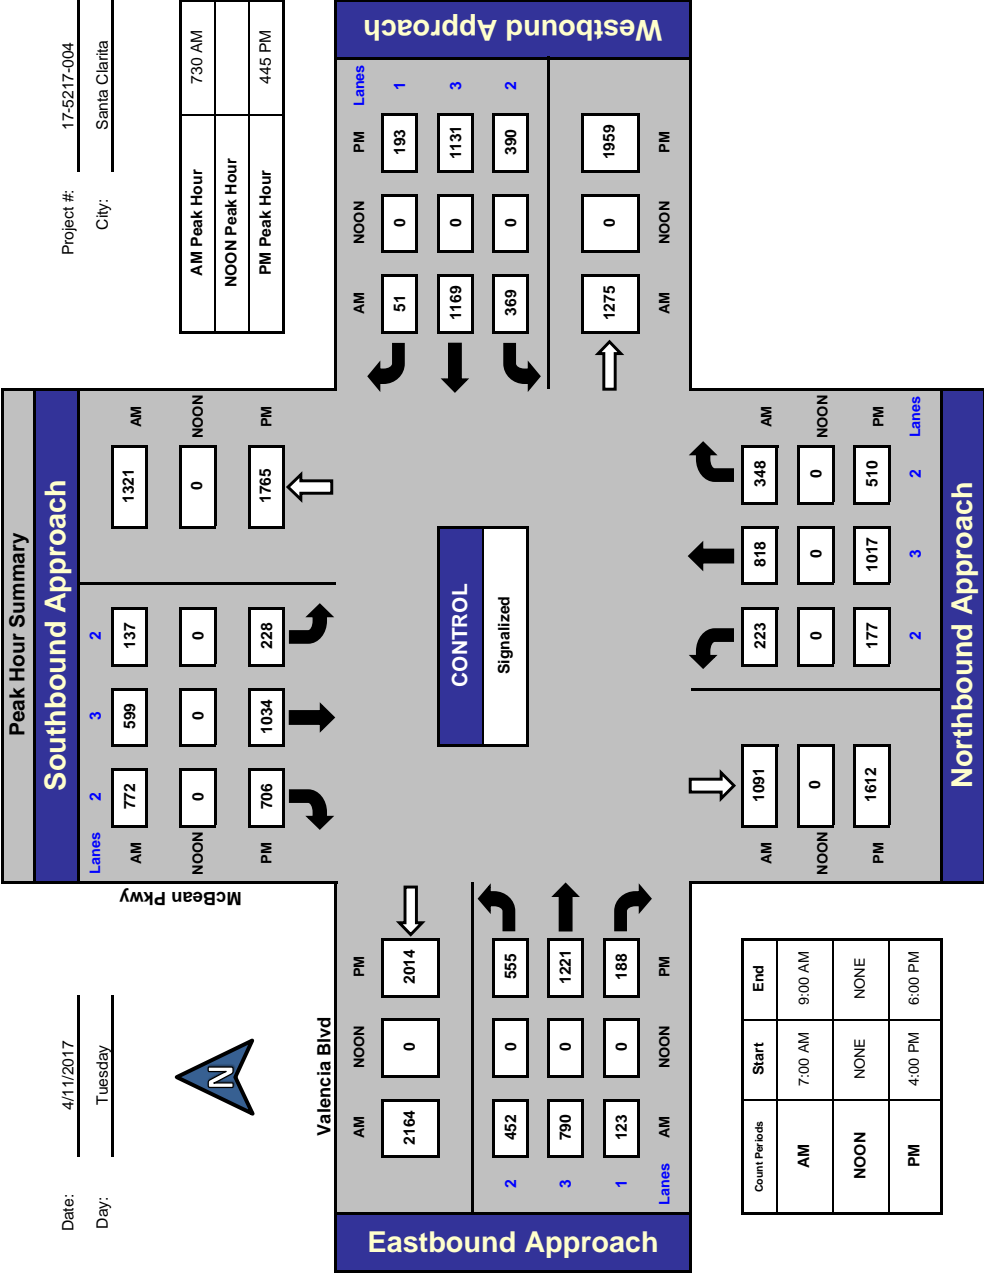 Peak Hour Summary
Date: 4/11/2017
Day: Tuesday
Project #: 17-5217-004
City: Santa Clarita
N
McBean Pkwy
Valencia Blvd
Southbound Approach
Lanes 2 3 2
AM 772 599 137 1321 AM
NOON 0 0 0 0 NOON
PM 706 1034 228 1765 PM
AM Peak Hour 730 AM
NOON Peak Hour
PM Peak Hour 445 PM
Westbound Approach
AM NOON PM Lanes
51 0 193 1
1169 0 1131 3
369 0 390 2
1275 0 1959
AM NOON PM
CONTROL
Signalized
Eastbound Approach
AM NOON PM
2164 0 2014
2 452 0 555
3 790 0 1221
1 123 0 188
Lanes AM NOON PM
Northbound Approach
AM 1091 223 818 348 AM
NOON 0 0 0 0 NOON
PM 1612 177 1017 510 PM
2 3 2 Lanes
Count Periods Start End
AM 7:00 AM 9:00 AM
NOON NONE NONE
PM 4:00 PM 6:00 PM